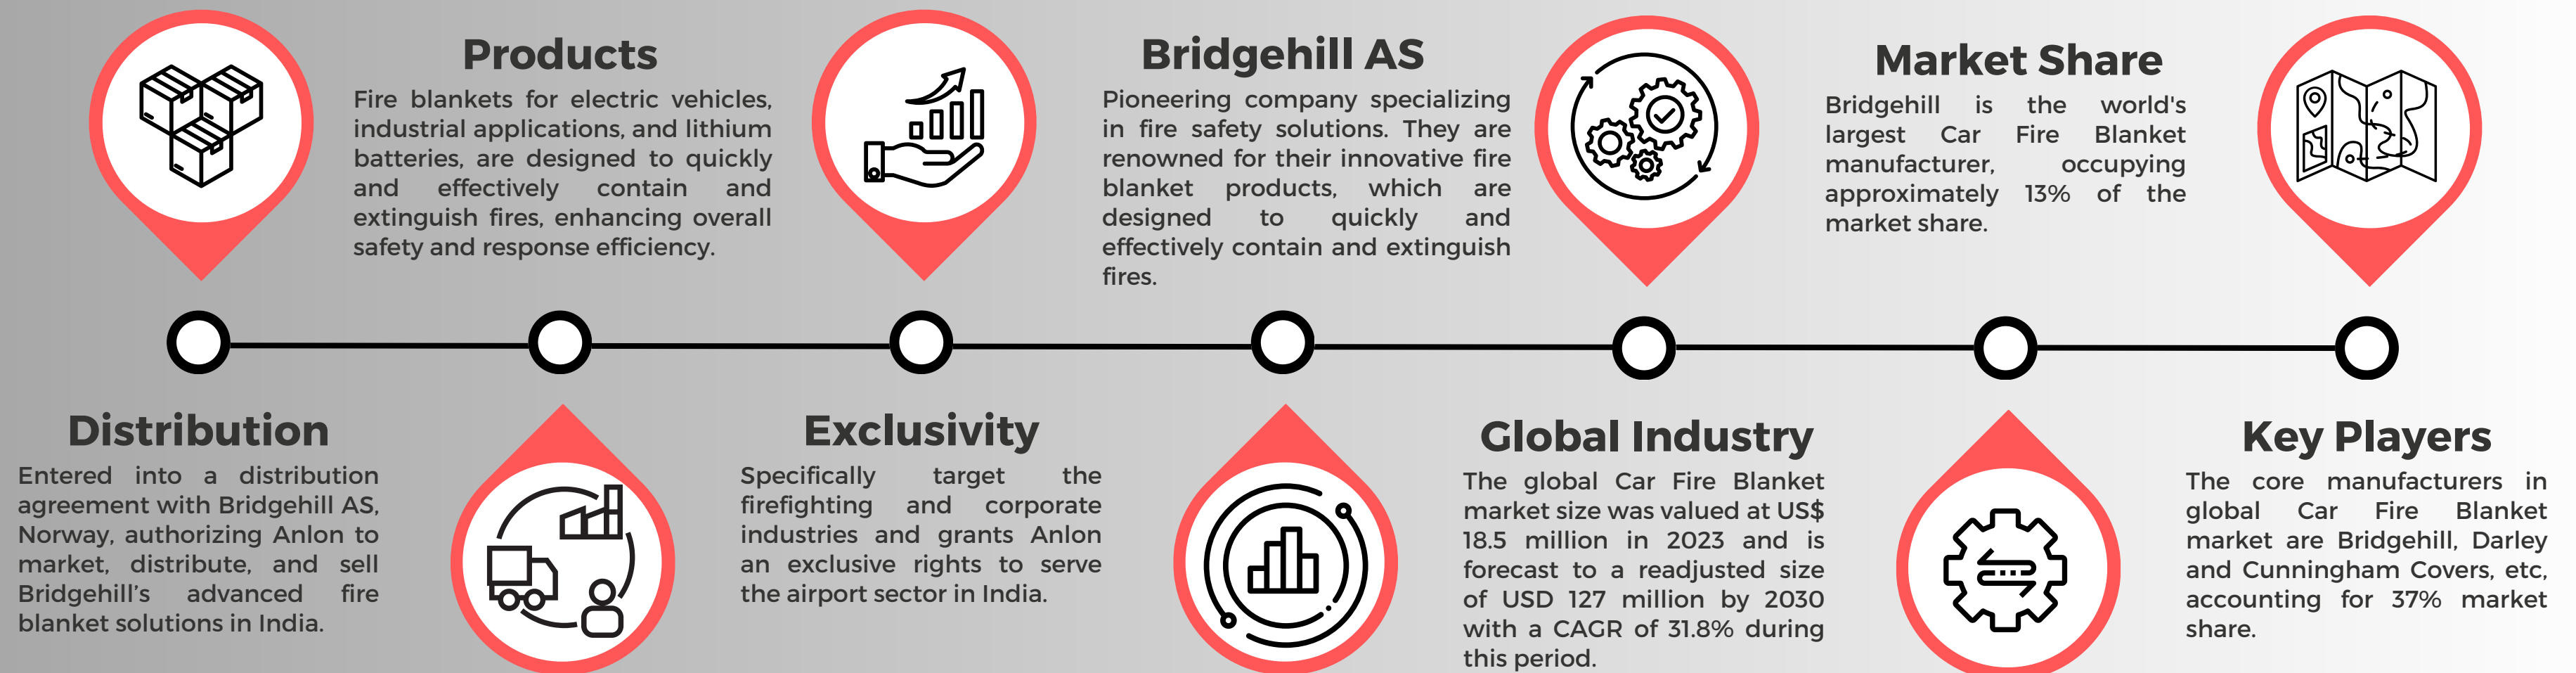 Distribution
Entered into a distribution
agreement with Bridgehill AS,
Norway, authorizing Anlon to
market, distribute, and sell
Bridgehill’s advanced fire
blanket solutions in India.
Products
Fire blankets for electric vehicles,
industrial applications, and lithium
batteries, are designed to quickly
and effectively contain and
extinguish fires, enhancing overall
safety and response efficiency.
Exclusivity
Specifically target the
firefighting and corporate
industries and grants Anlon
an exclusive rights to serve
the airport sector in India.
Bridgehill AS
Pioneering company specializing
in fire safety solutions. They are
renowned for their innovative fire
blanket products, which are
designed to quickly and
effectively contain and extinguish
fires.
Global Industry
The global Car Fire Blanket
market size was valued at US$
18.5 million in 2023 and is
forecast to a readjusted size
of USD 127 million by 2030
with a CAGR of 31.8% during
this period.
Market Share
Bridgehill is the world's
largest Car Fire Blanket
manufacturer, occupying
approximately 13% of the
market share.
Key Players
The core manufacturers in
global Car Fire Blanket
market are Bridgehill, Darley
and Cunningham Covers, etc,
accounting for 37% market
share.